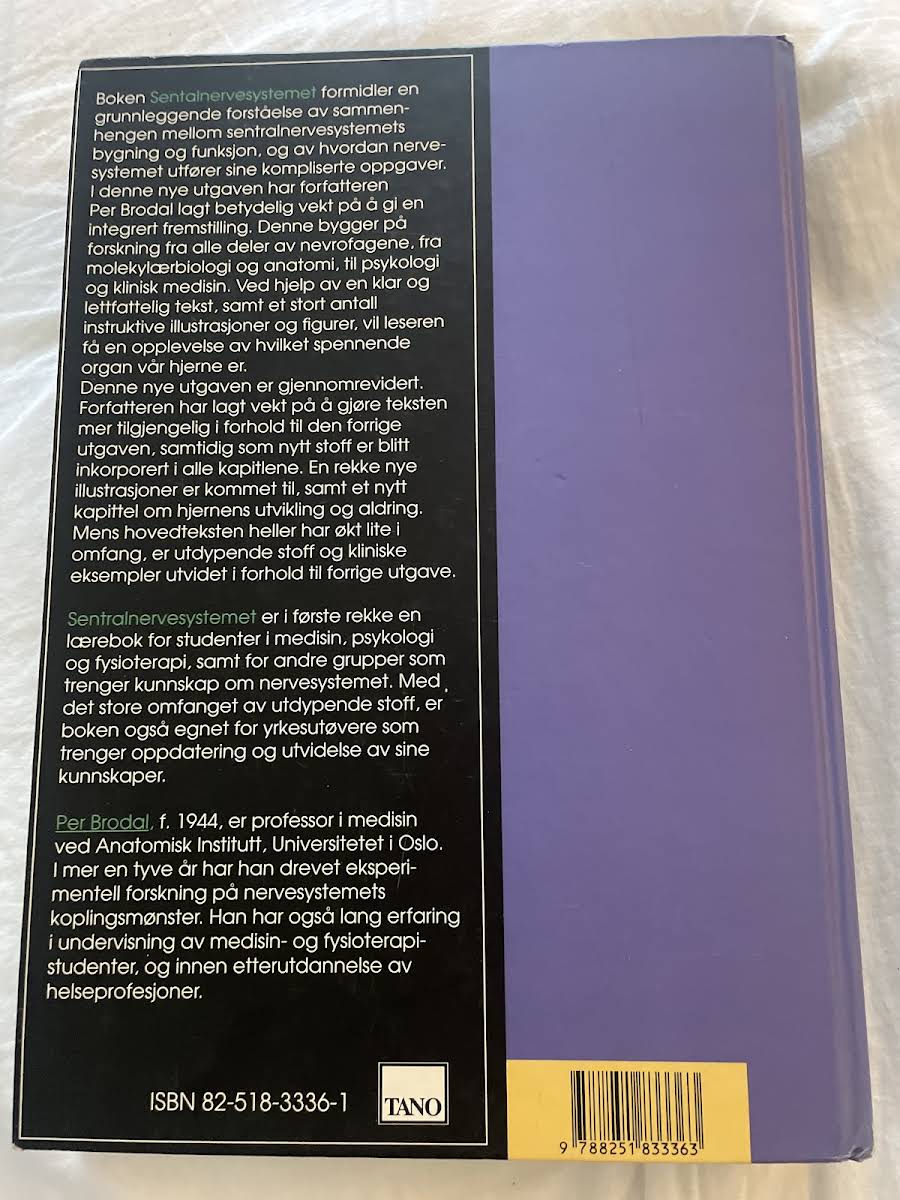 Boken Sentalnervesystemet formidler en
grunnleggende forståelse av sammen-
hengen mellom sentralnervesystemets
bygning og funksjon, og av hvordan nerve-
systemet utfører sine kompliserte oppgaver.
I denne nye utgaven har forfatteren
Per Brodal lagt betydelig vekt på å gi en
integrert fremstilling. Denne bygger på
forskning fra alle deler av nevrofagene, fra
molekylærbiologi og anatomi, til psykologi
og klinisk medisin. Ved hjelp av en klar og
lettfattelig tekst, samt et stort antall
instruktive illustrasjoner og figurer, vil leseren
få en opplevelse av hvilket spennende
organ vår hjerne er.
Denne nye utgaven er gjennomrevidert.
Forfatteren har lagt vekt på å gjøre teksten
mer tilgjengelig i forhold til den forrige
utgaven, samtidig som nytt stoff er blitt
inkorporert i alle kapitlene. En rekke nye
illustrasjoner er kommet til, samt et nytt
kapittel om hjernens utvikling og aldring.
Mens hovedteksten heller har økt lite i
omfang, er utdypende stoff og kliniske
eksempler utvidet i forhold til forrige utgave.
Sentralnervesystemet er i første rekke en
lærebok for studenter i medisin, psykologi
og fysioterapi, samt for andre grupper som
trenger kunnskap om nervesystemet. Med
det store omfanget av utdypende stoff, er
boken også egnet for yrkesutøvere som
trenger oppdatering og utvidelse av sine
kunnskaper.
Per Brodal, f. 1944, er professor i medisin
ved Anatomisk Institutt, Universitetet i Oslo.
I mer en tyve år har han drevet eksperi-
mentell forskning på nervesystemets
koplingsmønster. Han har også lang erfaring
i undervisning av medisin- og fysioterapi-
studenter, og innen etterutdannelse av
helseprofesjoner.
ISBN 82-518-3336-1
TANO
9 788251 833363